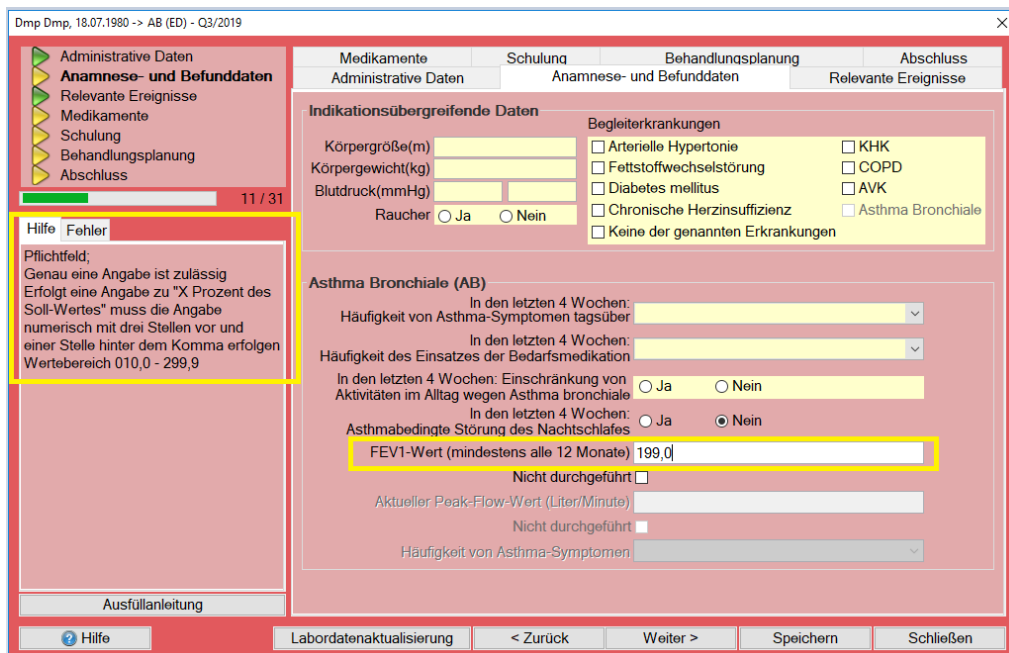 Dmp Dmp, 18.07.1980 -> AB (ED) - Q3/2019
Administrative Daten
Anamnese- und Befunddaten
Relevante Ereignisse
Medikamente
Schulung
Behandlungsplanung
Abschluss
11 / 31
Hilfe Fehler
Pflichtfeld;
Genau eine Angabe ist zulässig
Erfolgt eine Angabe zu "X Prozent des
Soll-Wertes" muss die Angabe
numerisch mit drei Stellen vor und
einer Stelle hinter dem Komma erfolgen
Wertebereich 010,0 - 299,9
Ausfüllanleitung
Medikamente Schulung Behandlungsplanung Abschluss
Administrative Daten Anamnese- und Befunddaten Relevante Ereignisse
Indikationsübergreifende Daten
Körpergröße(m)
Körpergewicht(kg)
Blutdruck(mmHg)
Raucher Ja Nein
Begleiterkrankungen
Arterielle Hypertonie KHK
Fettstoffwechselstörung COPD
Diabetes mellitus AVK
Chronische Herzinsuffizienz Asthma Bronchiale
Keine der genannten Erkrankungen
Asthma Bronchiale (AB)
In den letzten 4 Wochen:
Häufigkeit von Asthma-Symptomen tagsüber
In den letzten 4 Wochen:
Häufigkeit des Einsatzes der Bedarfsmedikation
In den letzten 4 Wochen: Einschränkung von
Aktivitäten im Alltag wegen Asthma bronchiale Ja Nein
In den letzten 4 Wochen:
Asthmabedingte Störung des Nachtschlafes Ja Nein
FEV1-Wert (mindestens alle 12 Monate) 199,0
Nicht durchgeführt
Aktueller Peak-Flow-Wert (Liter/Minute)
Nicht durchgeführt
Häufigkeit von Asthma-Symptomen
Hilfe Labordatenaktualisierung < Zurück Weiter > Speichern Schließen